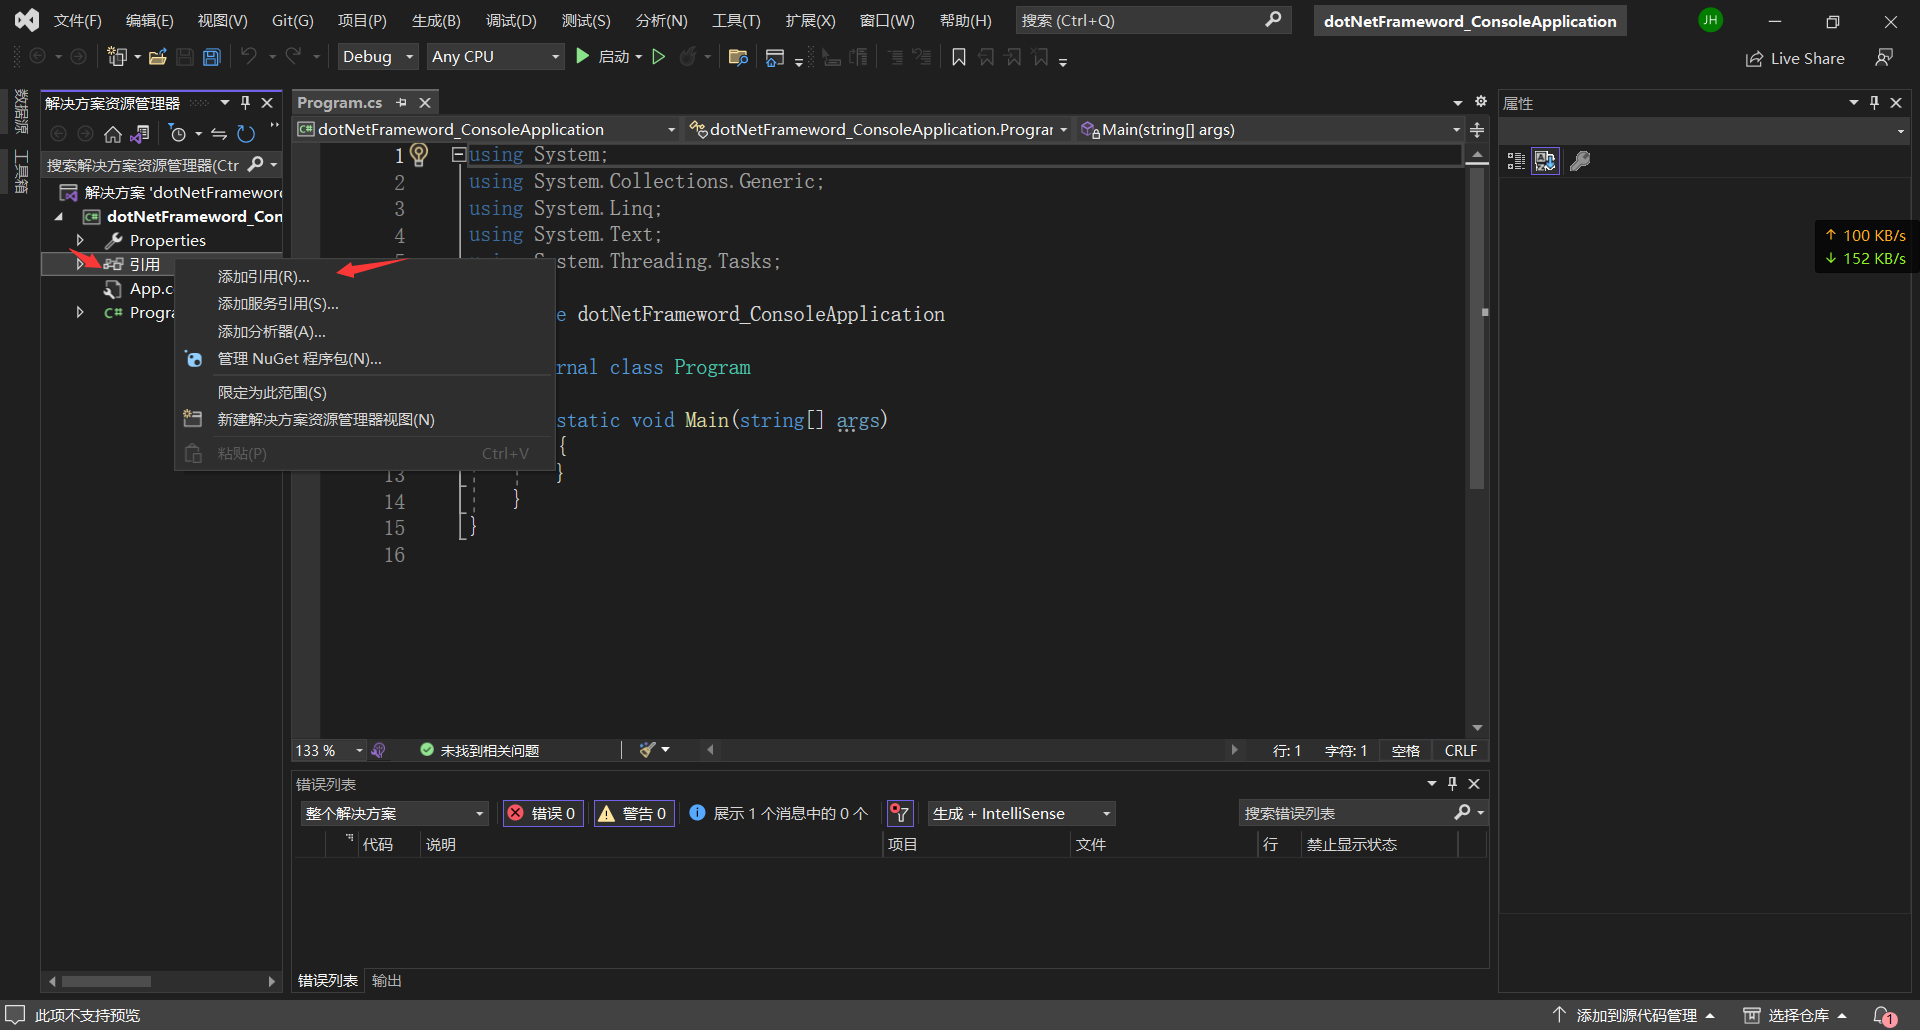 文件(F) 编辑(E) 视图(V) Git(G) 项目(P) 生成(B) 调试(D) 测试(S) 分析(N) 工具(T) 扩展(X) 窗口(W) 帮助(H) 搜索 (Ctrl+Q) dotNetFrameword_ConsoleApplication JH
Debug Any CPU 启动 Live Share
数据源
工具箱
解决方案资源管理器
搜索解决方案资源管理器(Ctr
解决方案 'dotNetFrameword
dotNetFrameword_Con
Properties
引用
App.c
C# Progra
添加引用(R)...
添加服务引用(S)...
添加分析器(A)...
管理 NuGet 程序包(N)...
限定为此范围(S)
新建解决方案资源管理器视图(N)
粘贴(P) Ctrl+V
Program.cs
dotNetFrameword_ConsoleApplication dotNetFrameword_ConsoleApplication.Prograr Main(string[] args)
1 using System;
2 using System.Collections.Generic;
3 using System.Linq;
4 using System.Text;
stem.Threading.Tasks;
e dotNetFrameword_ConsoleApplication
rnal class Program
static void Main(string[] args)
{
13 }
14 }
15 }
16
133 % 未找到相关问题 行: 1 字符: 1 空格 CRLF
错误列表
整个解决方案 错误 0 警告 0 展示 1 个消息中的 0 个 生成 + IntelliSense 搜索错误列表
代码 说明 项目 文件 行 禁止显示状态
错误列表 输出
属性
↑ 100 KB/s
↓ 152 KB/s
此项不支持预览 添加到源代码管理 选择仓库 1